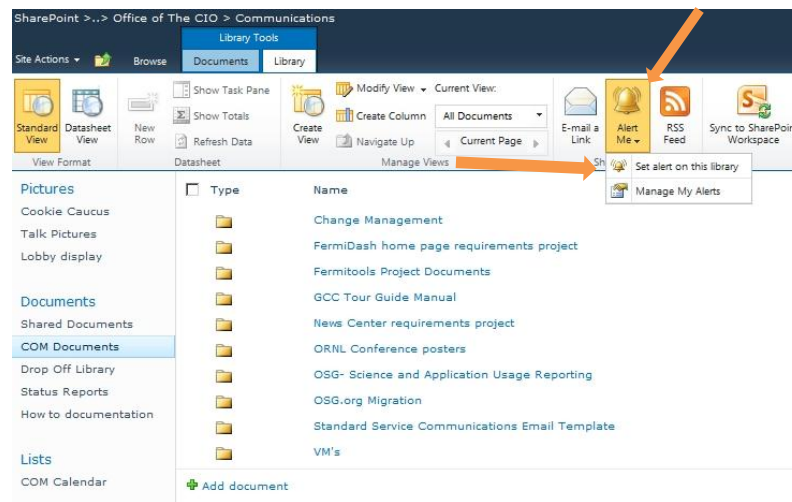 SharePoint >..> Office of The CIO > Communications
Library Tools
Site Actions Browse Documents Library
Show Task Pane
Show Totals
Refresh Data
Standard View
Datasheet View
New Row
Create View
Modify View
Create Column
Navigate Up
Current View:
All Documents
Current Page
E-mail a Link
Alert Me
RSS Feed
Sync to SharePoin
Workspace
View Format Datasheet Manage Views Sh
Set alert on this library
Manage My Alerts
Pictures
Cookie Caucus
Talk Pictures
Lobby display
Documents
Shared Documents
COM Documents
Drop Off Library
Status Reports
How to documentation
Lists
COM Calendar
Type Name
Change Management
FermiDash home page requirements project
Fermitools Project Documents
GCC Tour Guide Manual
News Center requirements project
ORNL Conference posters
OSG- Science and Application Usage Reporting
OSG.org Migration
Standard Service Communications Email Template
VM's
Add document